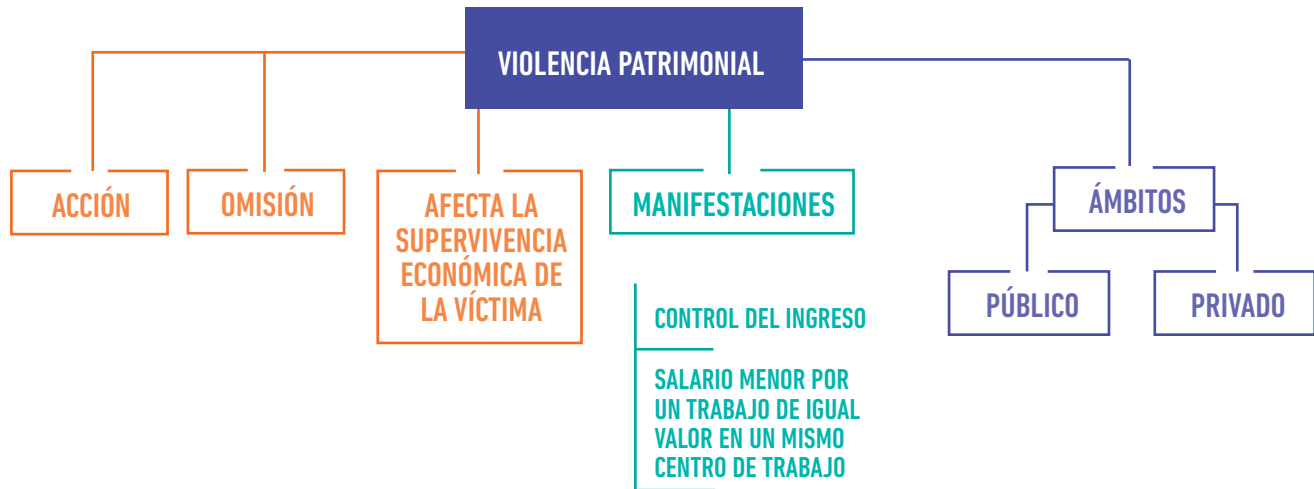 VIOLENCIA PATRIMONIAL
ACCIÓN
OMISIÓN
AFECTA LA
SUPERVIVENCIA
ECONÓMICA DE
LA VÍCTIMA
MANIFESTACIONES
CONTROL DEL INGRESO
SALARIO MENOR POR
UN TRABAJO DE IGUAL
VALOR EN UN MISMO
CENTRO DE TRABAJO
ÁMBITOS
PÚBLICO
PRIVADO